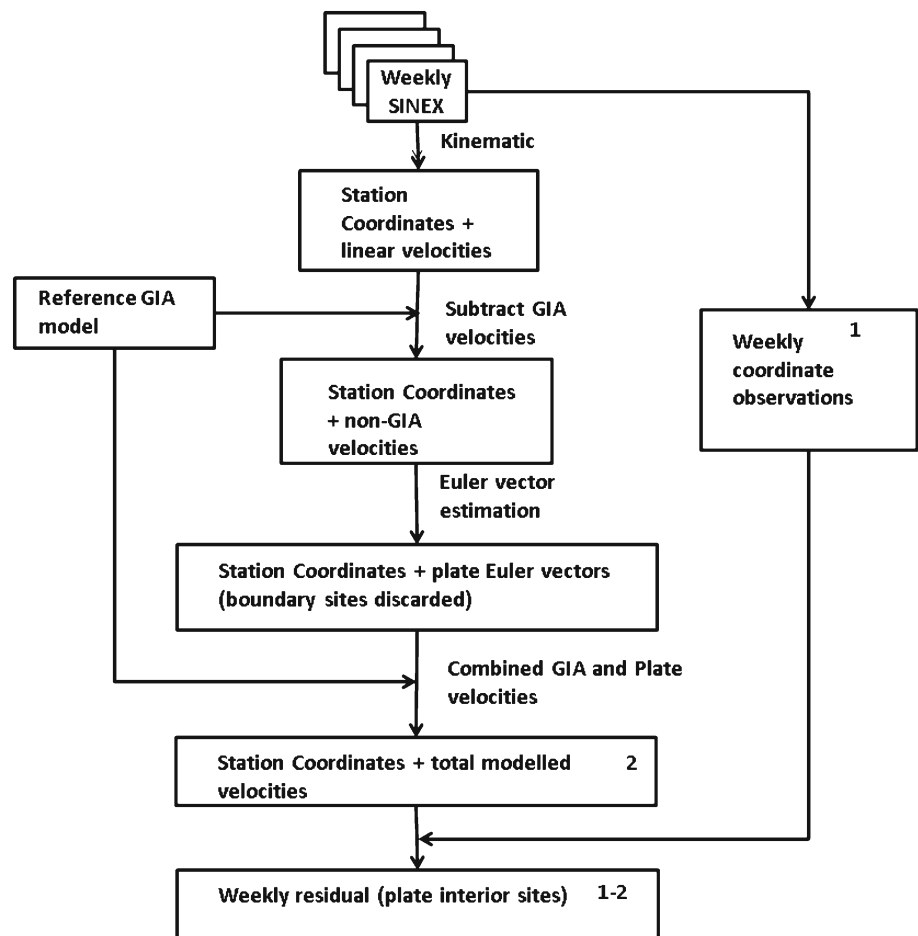 Weekly
SINEX
Kinematic
Station
Coordinates +
linear velocities
Reference GIA
model
Subtract GIA
velocities
1
Weekly
coordinate
observations
Station Coordinates
+ non-GIA
velocities
Euler vector
estimation
Station Coordinates + plate Euler vectors
(boundary sites discarded)
Combined GIA and Plate
velocities
Station Coordinates + total modelled 2
velocities
Weekly residual (plate interior sites) 1-2